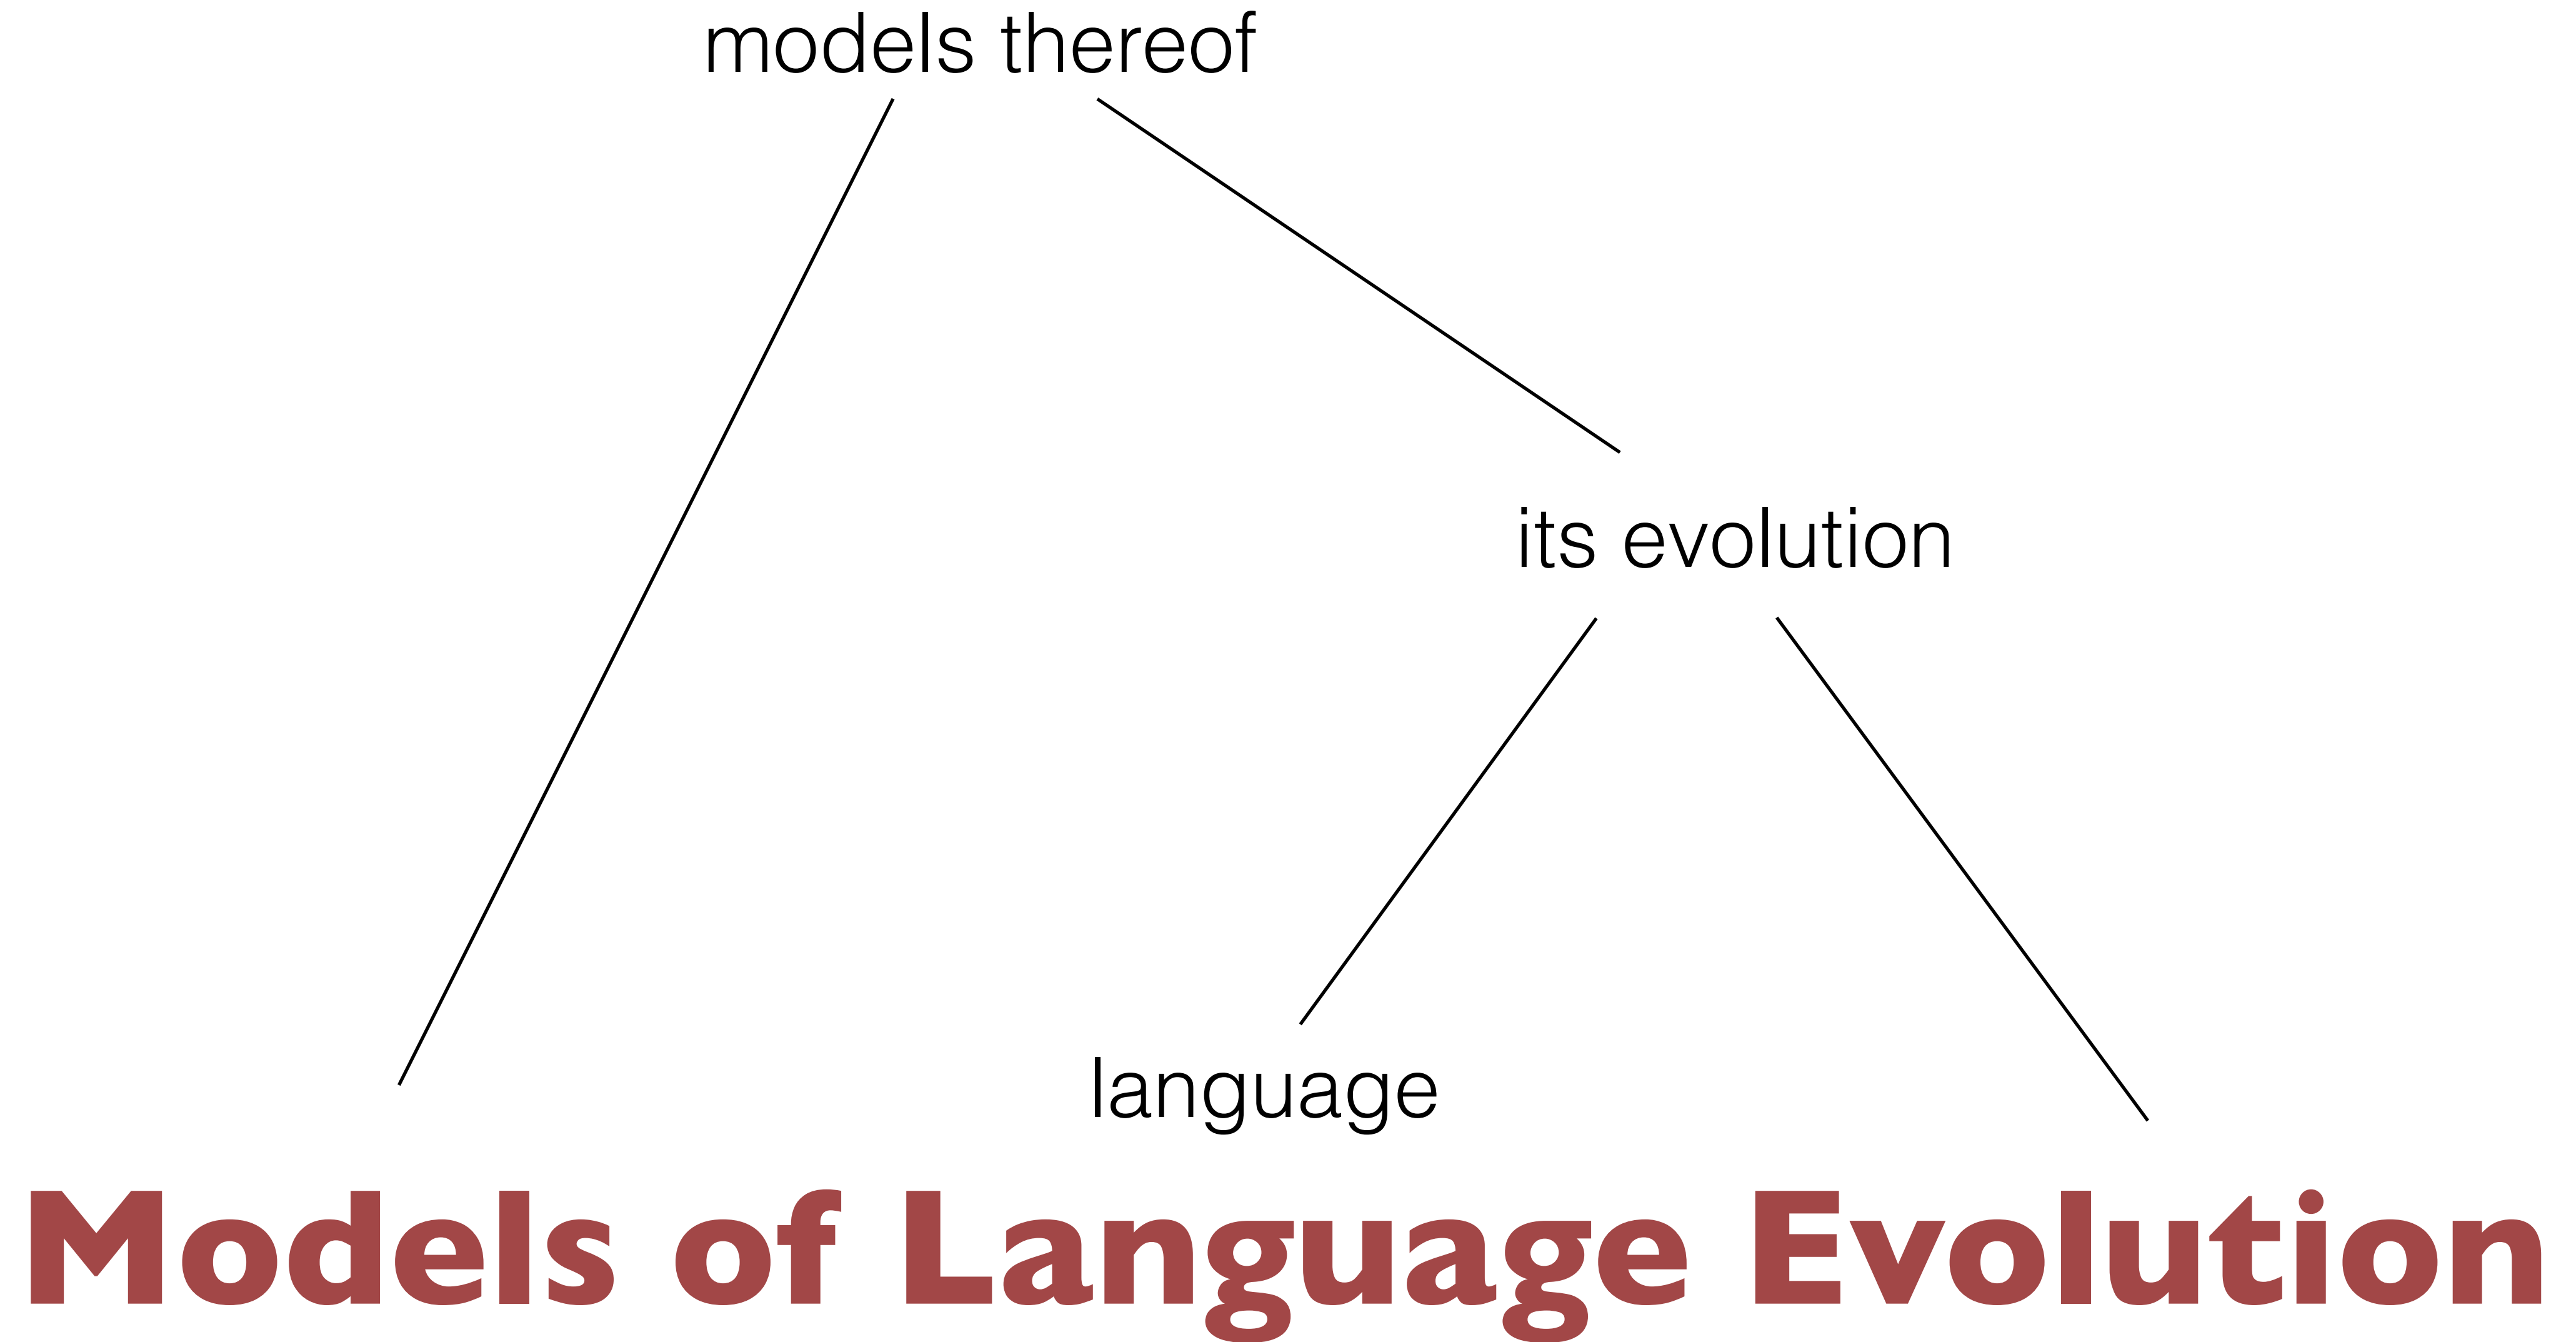 models thereof
its evolution
language
Models of Language Evolution